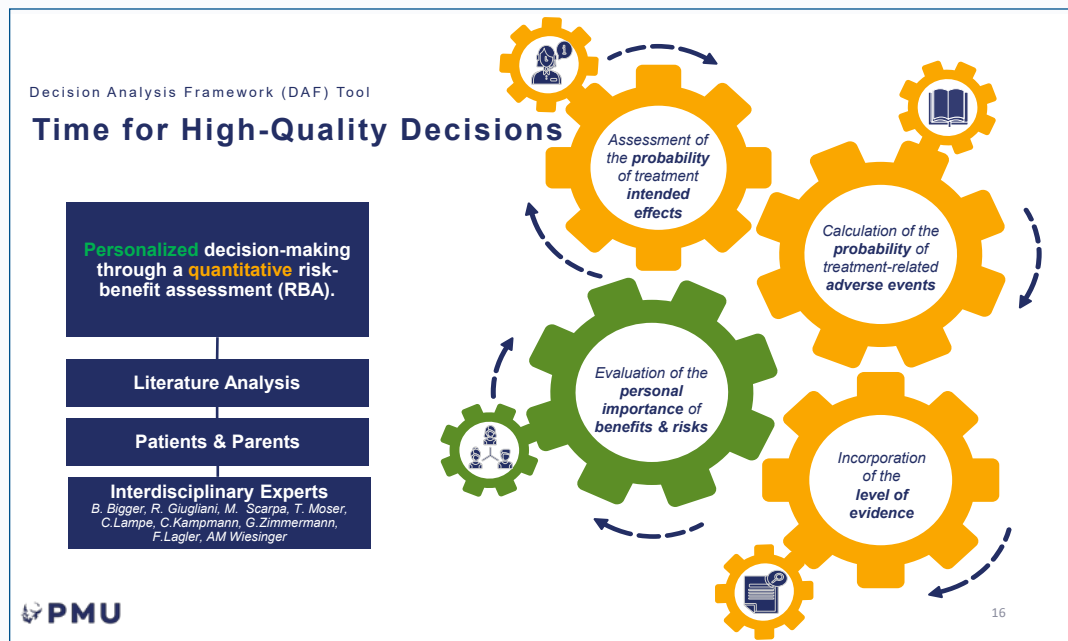 Decision Analysis Framework (DAF) Tool
Time for High-Quality Decisions
Personalized decision-making
through a quantitative risk-
benefit assessment (RBA).
Literature Analysis
Patients & Parents
Interdisciplinary Experts
B. Bigger, R. Giugliani, M. Scarpa, T. Moser,
C.Lampe, C.Kampmann, G.Zimmermann,
F.Lagler, AM Wiesinger
i
Assessment of
the probability
of treatment
intended
effects
Calculation of the
probability of
treatment-related
adverse events
Evaluation of the
personal
importance of
benefits & risks
Incorporation
of the
level of
evidence
PMU
16